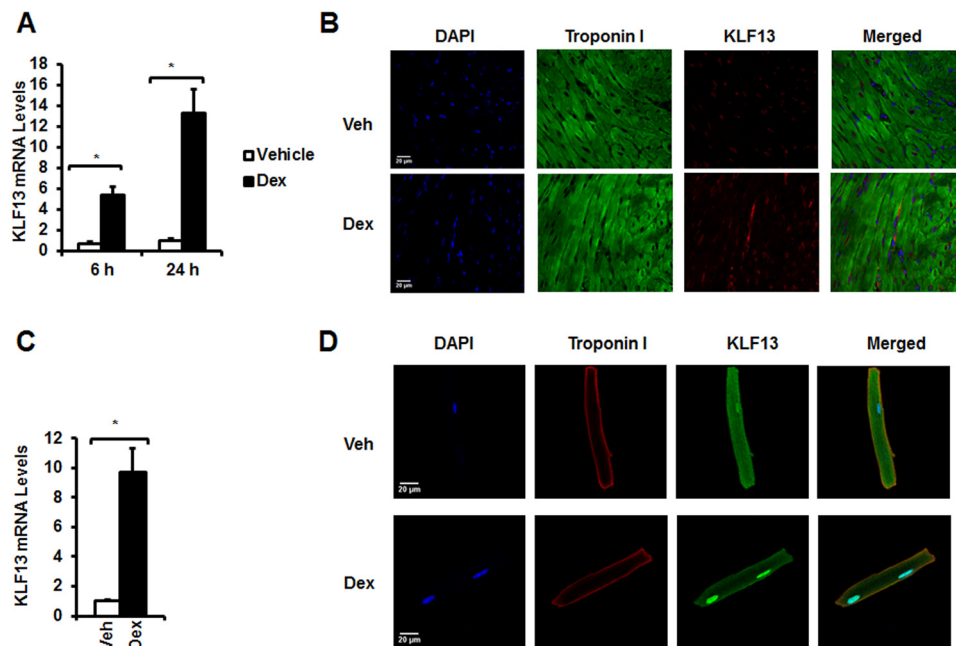 A
KLF13 mRNA Levels
18
16
14
12
10
8
6
4
2
0
*
*
6 h
24 h
Vehicle
Dex
B
DAPI Troponin I KLF13 Merged
Veh
20 µm
Dex
20 µm
C
KLF13 mRNA Levels
12
10
8
6
4
2
0
*
Veh
Dex
D
DAPI Troponin I KLF13 Merged
Veh
20 µm
Dex
20 µm